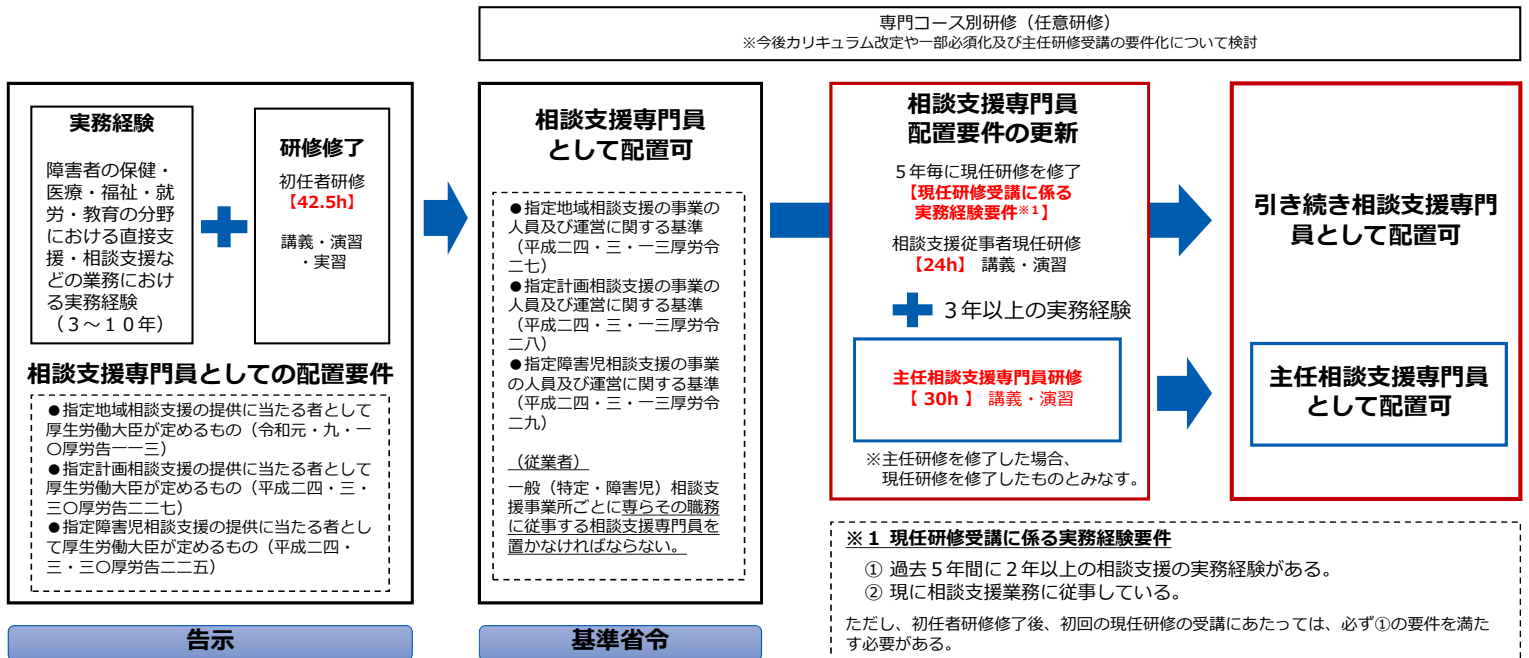 専門コース別研修（任意研修）
※今後カリキュラム改定や一部必須化及び主任研修受講の要件化について検討
実務経験
障害者の保健・
医療・福祉・就
労・教育の分野
における直接支
援・相談支援な
どの業務におけ
る実務経験
（３～１０年）
研修修了
初任者研修
【42.5h】
講義・演習
・実習
相談支援専門員としての配置要件
●指定地域相談支援の提供に当たる者として
厚生労働大臣が定めるもの（令和元・九・一
〇厚労告一一三）
●指定計画相談支援の提供に当たる者として
厚生労働大臣が定めるもの（平成二四・三・
三〇厚労告二二七）
●指定障害児相談支援の提供に当たる者とし
て厚生労働大臣が定めるもの（平成二四・
三・三〇厚労告二二五）
告示
相談支援専門員
として配置可
●指定地域相談支援の事業の
人員及び運営に関する基準
（平成二四・三・一三厚労令
二七）
●指定計画相談支援の事業の
人員及び運営に関する基準
（平成二四・三・一三厚労令
二八）
●指定障害児相談支援の事業
の人員及び運営に関する基準
（平成二四・三・一三厚労令
二九）
（従業者）
一般（特定・障害児）相談支
援事業所ごとに専らその職務
に従事する相談支援専門員を
置かなければならない。
基準省令
相談支援専門員
配置要件の更新
５年毎に現任研修を修了
【現任研修受講に係る
実務経験要件※１】
相談支援従事者現任研修
【24h】 講義・演習
３年以上の実務経験
主任相談支援専門員研修
【 30h 】 講義・演習
※主任研修を修了した場合、
現任研修を修了したものとみなす。
引き続き相談支援専門
員として配置可
主任相談支援専門員
として配置可
※１ 現任研修受講に係る実務経験要件
① 過去５年間に２年以上の相談支援の実務経験がある。
② 現に相談支援業務に従事している。
ただし、初任者研修修了後、初回の現任研修の受講にあたっては、必ず①の要件を満た
す必要がある。